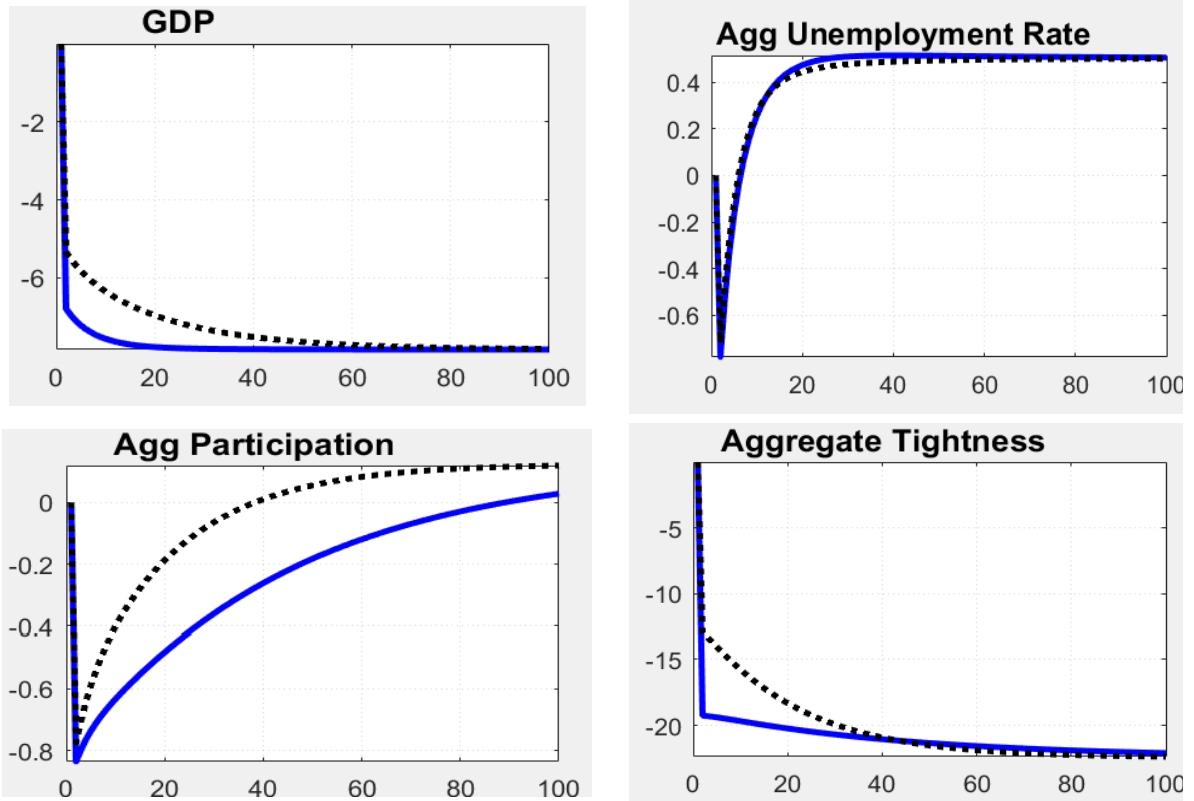 GDP
-2
-4
-6
0 20 40 60 80 100
Agg Unemployment Rate
0.4
0.2
0
-0.2
-0.4
-0.6
0 20 40 60 80 100
Agg Participation
0
-0.2
-0.4
-0.6
-0.8
0 20 40 60 80 100
Aggregate Tightness
-5
-10
-15
-20
0 20 40 60 80 100